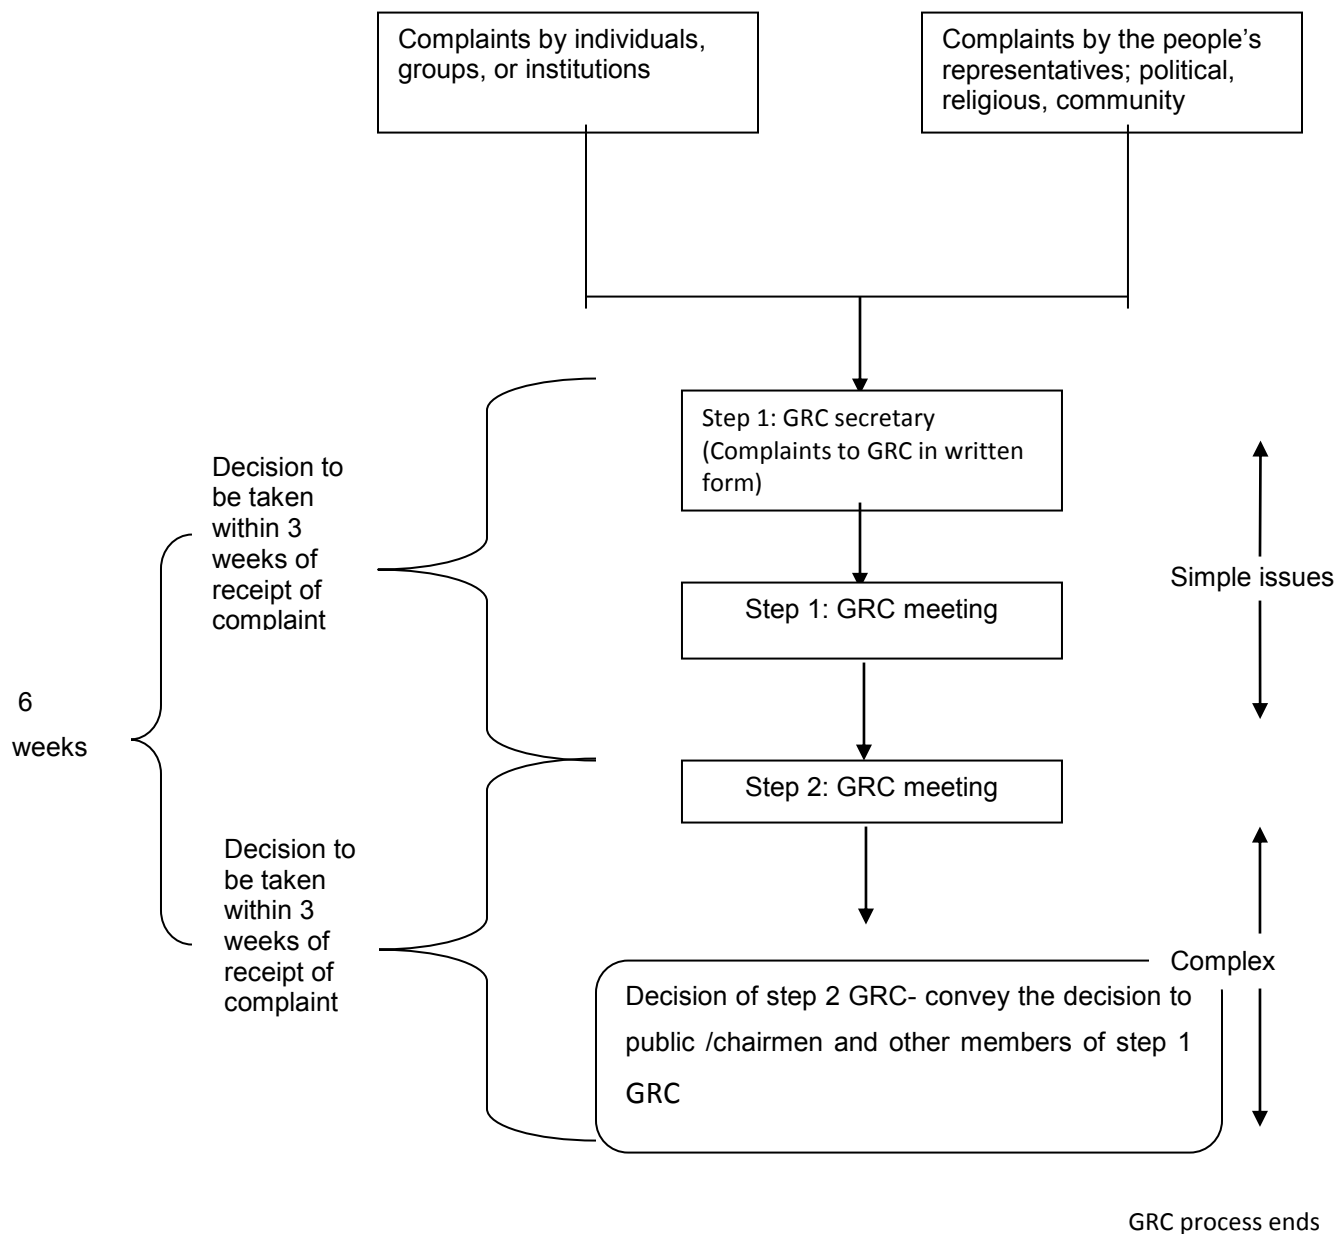 Complaints by individuals,
groups, or institutions
Complaints by the people’s
representatives; political,
religious, community
Step 1: GRC secretary
(Complaints to GRC in written
form)
Decision to
be taken
within 3
weeks of
receipt of
complaint
Simple issues
Step 1: GRC meeting
6
weeks
Step 2: GRC meeting
Decision to
be taken
within 3
weeks of
receipt of
complaint
Complex
Decision of step 2 GRC- convey the decision to
public /chairmen and other members of step 1
GRC
GRC process ends